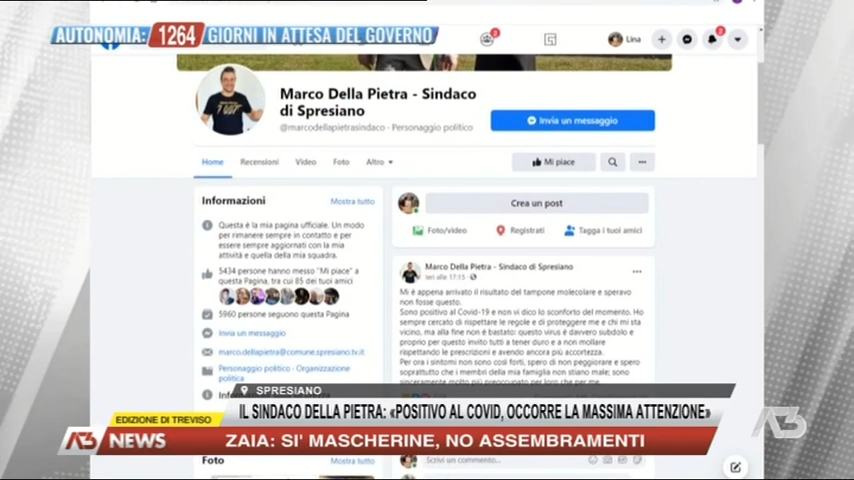 AUTONOMIA: 1264 GIORNI IN ATTESA DEL GOVERNO
2
Lina
2
Marco Della Pietra - Sindaco
di Spresiano
@marcodellapietrasindaco · Personaggio politico
Invia un messaggio
Home Recensioni Video Foto Altro
Mi piace
Informazioni
Mostra tutto
Questa è la mia pagina ufficiale. Un modo
per rimanere sempre in contatto e per
essere sempre aggiornati con la mia
attività e quella della mia squadra.
5434 persone hanno messo "Mi piace" a
questa Pagina, tra cui 85 dei tuoi amici
5960 persone seguono questa Pagina
Invia un messaggio
marco.dellapietra@comune.spresiano.tv.it
Personaggio politico · Organizzazione
politica
Crea un post
Foto/video
Registrati
Tagga i tuoi amici
Marco Della Pietra - Sindaco di Spresiano
Ieri alle 17:15
Mi è appena arrivato il risultato del tampone molecolare e speravo
non fosse questo.
Sono positivo al Covid-19 e non vi dico lo sconforto del momento. Ho
sempre cercato di rispettare le regole e di proteggere me e chi mi sta
vicino, ma alla fine non è bastato: questo virus è davvero subdolo e
proprio per questo invito tutti a tener duro e a non mollare
rispettando le prescrizioni e avendo ancora più accortezza.
Per ora i sintomi non sono così forti, spero di non peggiorare e spero
soprattutto che i membri della mia famiglia non stiano male; sono
sinceramente molto più preoccupato per loro che per me.
SPRESIANO
IL SINDACO DELLA PIETRA: «POSITIVO AL COVID, OCCORRE LA MASSIMA ATTENZIONE»
EDIZIONE DI TREVISO
A3 NEWS
ZAIA: SI' MASCHERINE, NO ASSEMBRAMENTI
A3
Foto
Mostra tutto
Scrivi un commento...